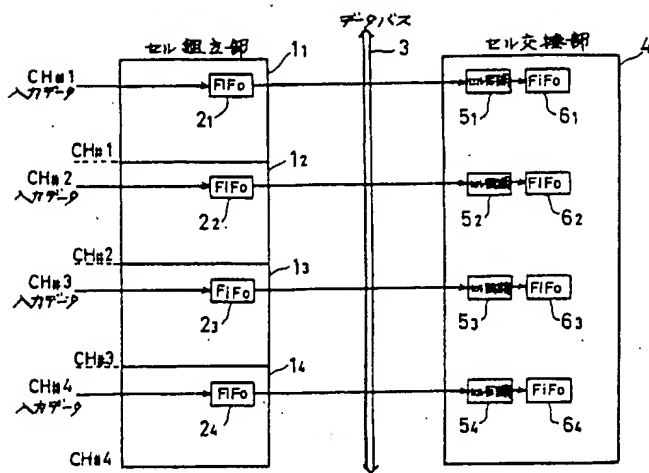 データバス
セル組立部
セル交換部
1₁
3
4
CH#1
入力データ
FiFo
2₁
5₁
FiFo
6₁
CH#1
1₂
CH#2
入力データ
FiFo
2₂
5₂
FiFo
6₂
CH#2
1₃
CH#3
入力データ
FiFo
2₃
5₃
FiFo
6₃
CH#3
1₄
CH#4
入力データ
FiFo
2₄
5₄
FiFo
6₄
CH#4